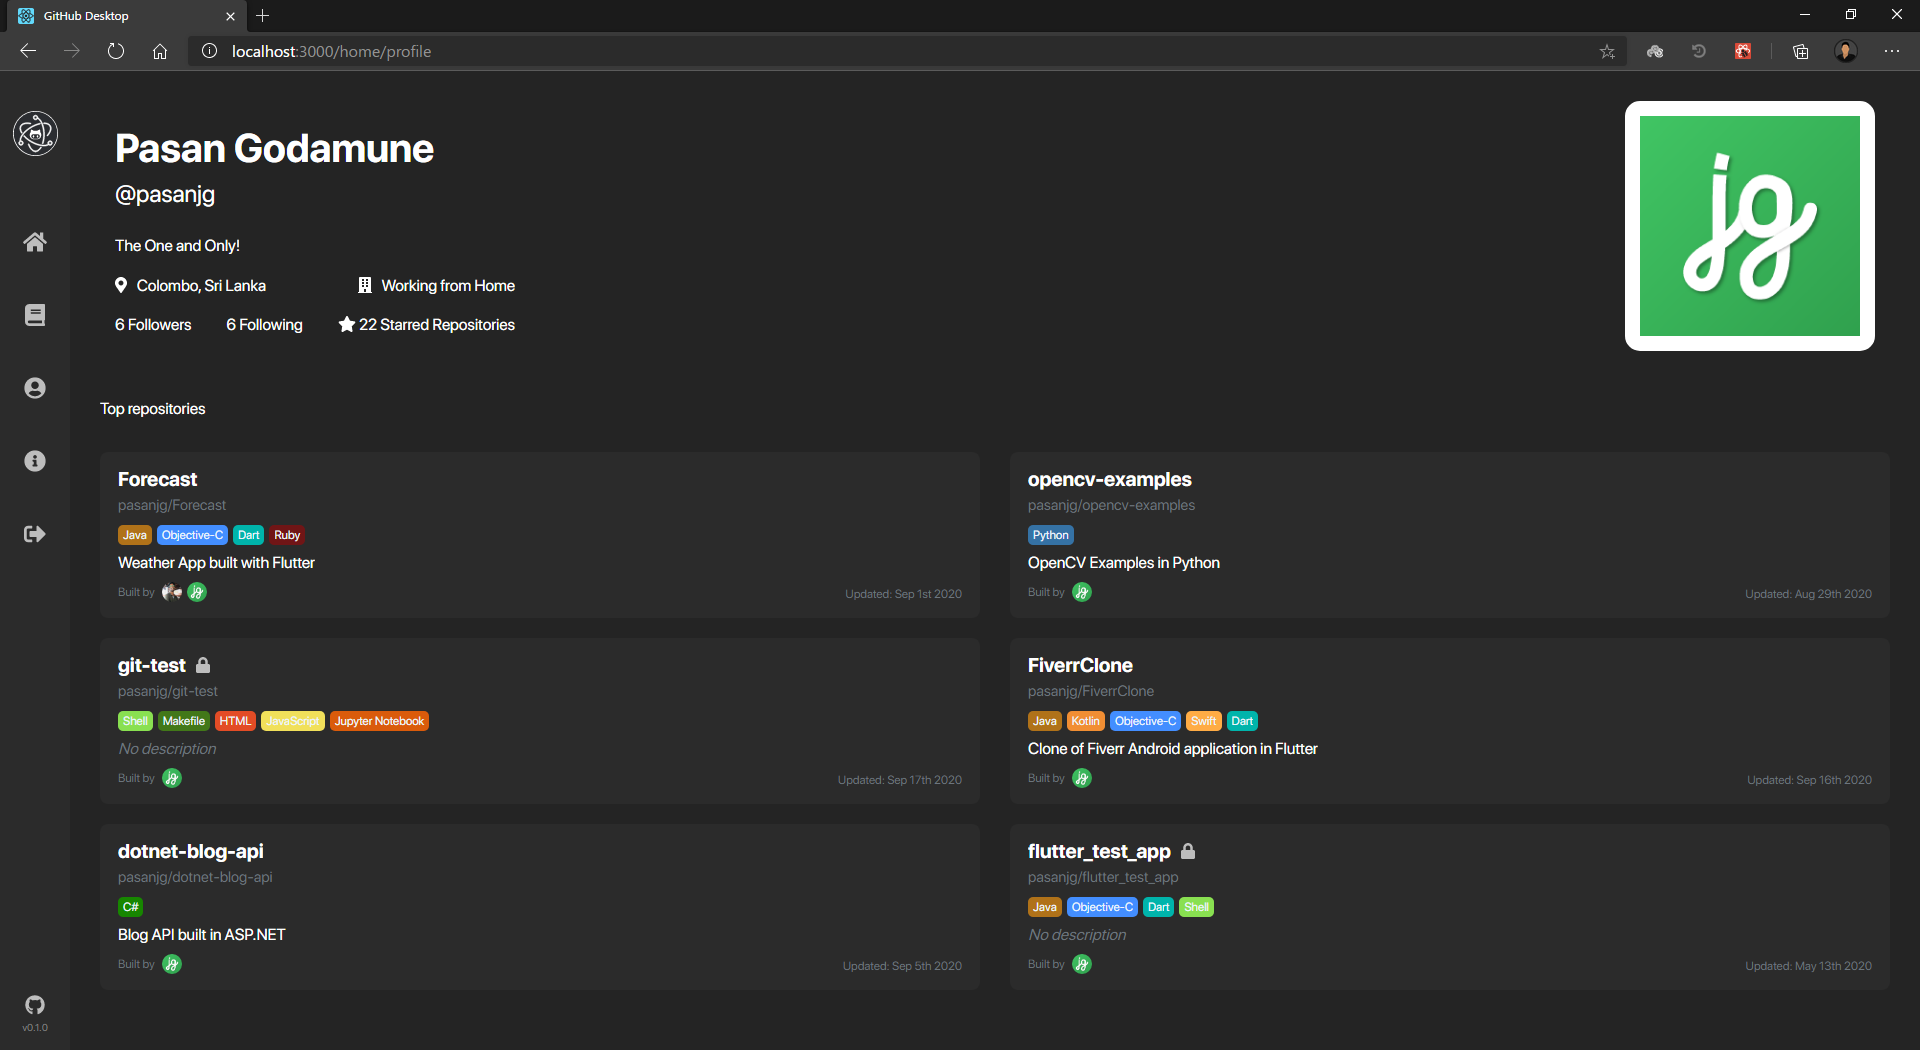 GitHub Desktop
localhost:3000/home/profile
Pasan Godamune
@pasanjg
The One and Only!
Colombo, Sri Lanka Working from Home
6 Followers 6 Following 22 Starred Repositories
jg
Top repositories
Forecast
pasanjg/Forecast
Java Objective-C Dart Ruby
Weather App built with Flutter
Built by jg Updated: Sep 1st 2020
opencv-examples
pasanjg/opencv-examples
Python
OpenCV Examples in Python
Built by jg Updated: Aug 29th 2020
git-test
pasanjg/git-test
Shell Makefile HTML JavaScript Jupyter Notebook
No description
Built by jg Updated: Sep 17th 2020
FiverrClone
pasanjg/FiverrClone
Java Kotlin Objective-C Swift Dart
Clone of Fiverr Android application in Flutter
Built by jg Updated: Sep 16th 2020
dotnet-blog-api
pasanjg/dotnet-blog-api
C#
Blog API built in ASP.NET
Built by jg Updated: Sep 5th 2020
flutter_test_app
pasanjg/flutter_test_app
Java Objective-C Dart Shell
No description
Built by jg Updated: May 13th 2020
v0.1.0